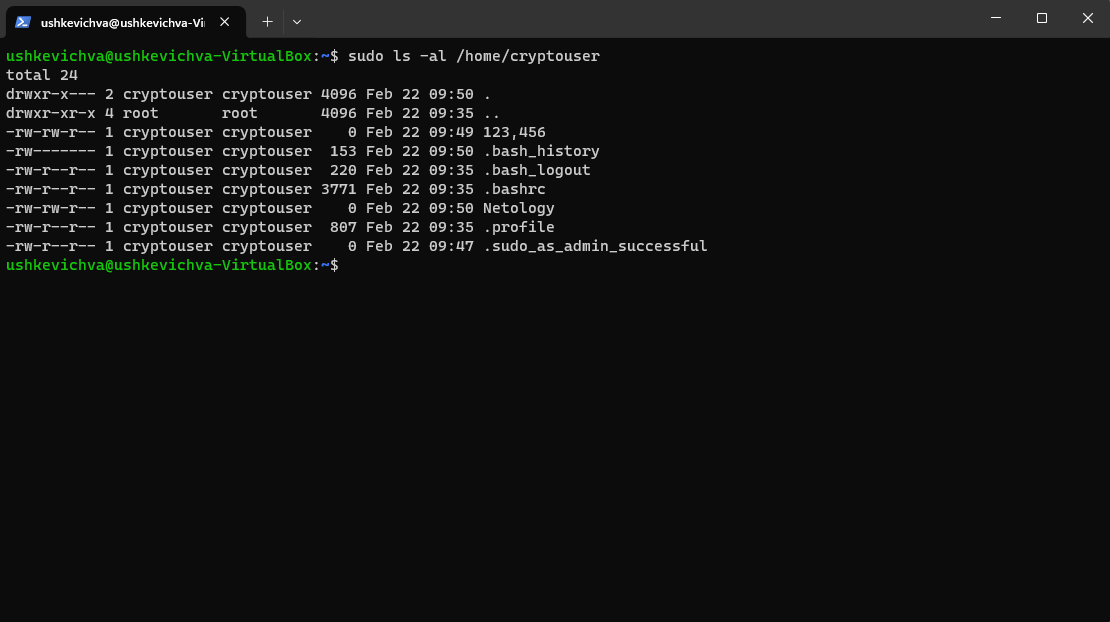 ushkevichva@ushkevichva-Vi
ushkevichva@ushkevichva-VirtualBox:~$ sudo ls -al /home/cryptouser
total 24
drwxr-x--- 2 cryptouser cryptouser 4096 Feb 22 09:50 .
drwxr-xr-x 4 root       root       4096 Feb 22 09:35 ..
-rw-rw-r-- 1 cryptouser cryptouser    0 Feb 22 09:49 123,456
-rw------- 1 cryptouser cryptouser  153 Feb 22 09:50 .bash_history
-rw-r--r-- 1 cryptouser cryptouser  220 Feb 22 09:35 .bash_logout
-rw-r--r-- 1 cryptouser cryptouser 3771 Feb 22 09:35 .bashrc
-rw-rw-r-- 1 cryptouser cryptouser    0 Feb 22 09:50 Netology
-rw-r--r-- 1 cryptouser cryptouser  807 Feb 22 09:35 .profile
-rw-r--r-- 1 cryptouser cryptouser    0 Feb 22 09:47 .sudo_as_admin_successful
ushkevichva@ushkevichva-VirtualBox:~$